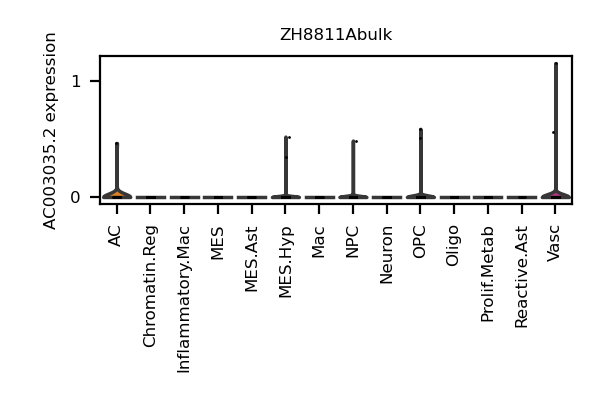 ZH8811Abulk
AC003035.2 expression
1
0
AC
Chromatin.Reg
Inflammatory.Mac
MES
MES.Ast
MES.Hyp
Mac
NPC
Neuron
OPC
Oligo
Prolif.Metab
Reactive.Ast
Vasc